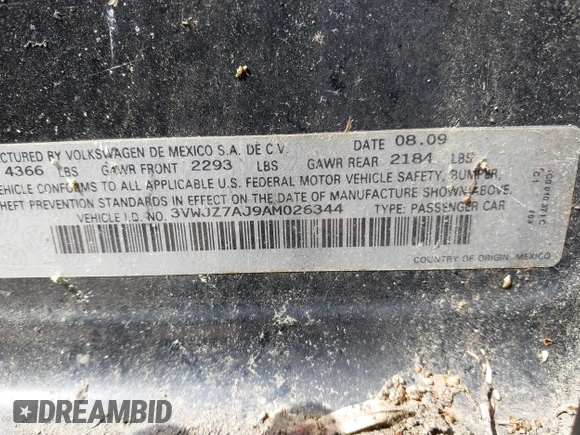 CTURED BY VOLKSWAGEN DE MEXICO S.A. DE C.V. DATE 08.09
4366 LBS GAWR FRONT 2293 LBS GAWR REAR 2184 LBS
EHICLE CONFORMS TO ALL APPLICABLE U.S. FEDERAL MOTOR VEHICLE SAFETY, BUMPER,
HEFT PREVENTION STANDARDS IN EFFECT ON THE DATE OF MANUFACTURE SHOWN ABOVE.
VEHICLE I.D. NO. 3VWJZ7AJ9AM026344 TYPE: PASSENGER CAR
COUNTRY OF ORIGIN: MEXICO
DREAMBID